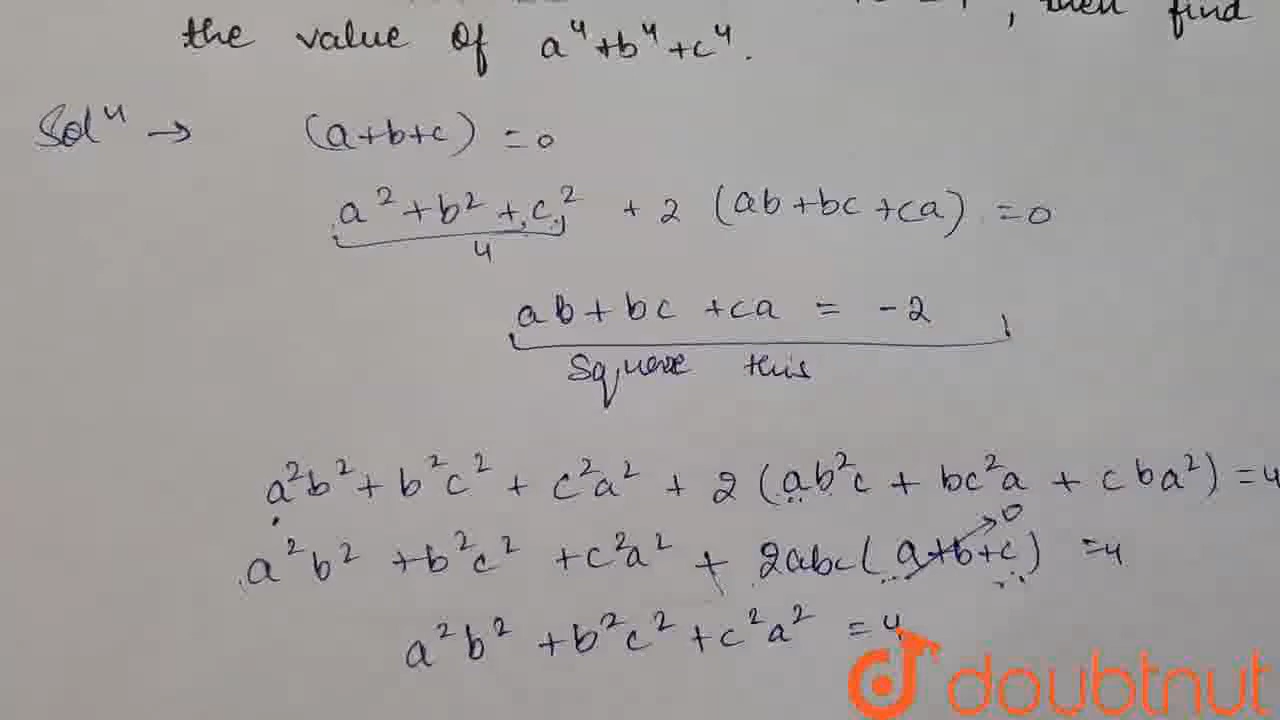 , then find
the value of a⁴+b⁴+c⁴.
Solⁿ → (a+b+c) = 0
a²+b²+c² + 2 (ab+bc+ca) = 0
4
ab+bc+ca = -2
Square this
a²b²+b²c²+c²a²+2(ab²c+bc²a+cba²)=4
0
a²b²+b²c²+c²a²+2abc(a+b+c)=4
a²b²+b²c²+c²a²=4
doubtnut